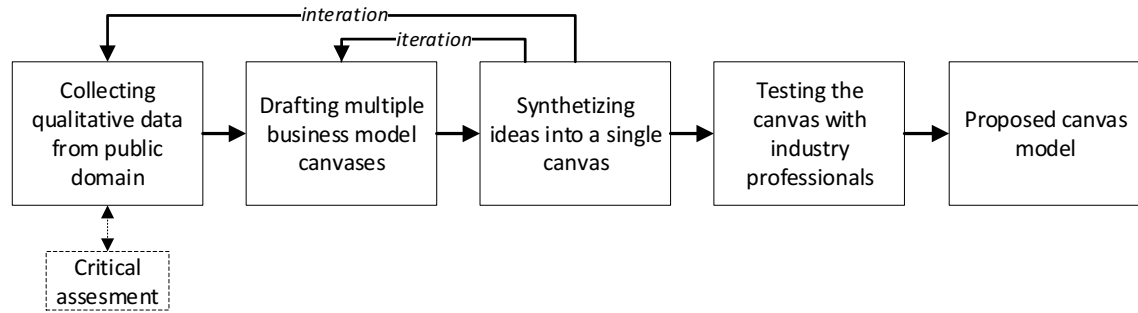 interation
iteration
Collecting
qualitative data
from public
domain
Drafting multiple
business model
canvases
Synthetizing
ideas into a single
canvas
Testing the
canvas with
industry
professionals
Proposed canvas
model
Critical
assesment